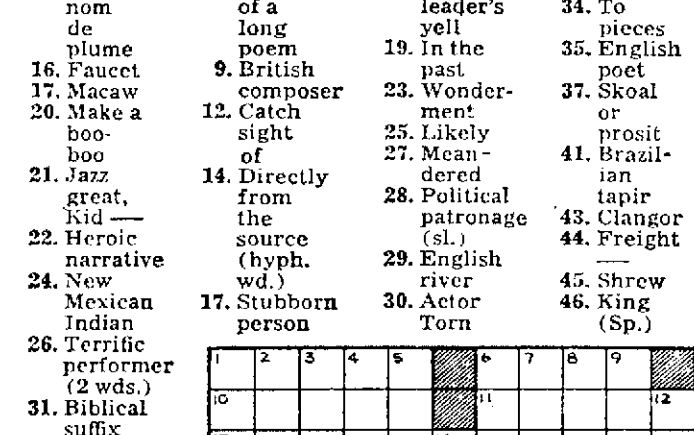 nom
de
plume
16. Faucet
17. Macaw
20. Make a
boo-
boo
21. Jazz
great,
Kid —
22. Heroic
narrative
24. New
Mexican
Indian
26. Terrific
performer
(2 wds.)
31. Biblical
suffix
of a
long
poem
9. British
composer
12. Catch
sight
of
14. Directly
from
the
source
(hyph.
wd.)
17. Stubborn
person
leader's
yell
19. In the
past
23. Wonder-
ment
25. Likely
27. Mean-
dered
28. Political
patronage
(sl.)
29. English
river
30. Actor
Torn
34. To
pieces
35. English
poet
37. Skoal
or
prosit
41. Brazil-
ian
tapir
43. Clangor
44. Freight
—
45. Shrew
46. King
(Sp.)
1 2 3 4 5 6 7 8 9
10 11 12